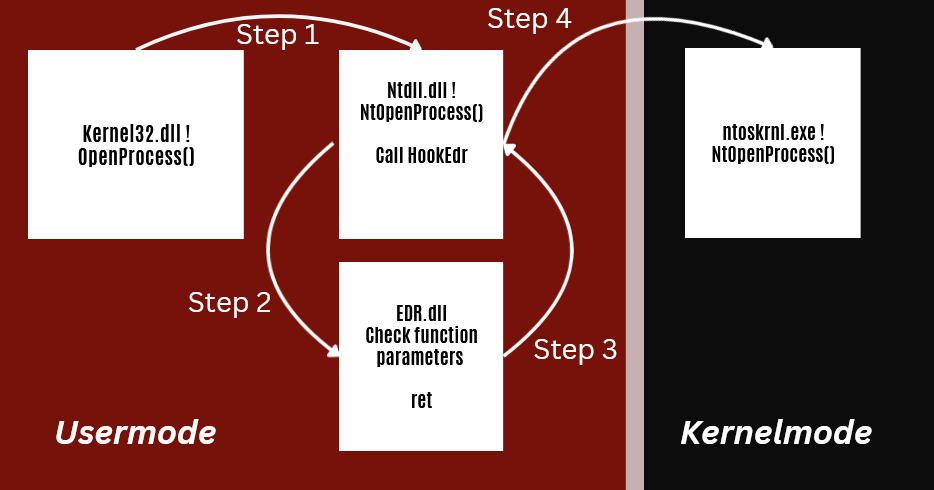 Step 1
Step 4
Kernel32.dll !
OpenProcess()
Ntdll.dll !
NtOpenProcess()
Call HookEdr
ntoskrnl.exe !
NtOpenProcess()
Step 2
EDR.dll
Check function
parameters
ret
Step 3
Usermode
Kernelmode